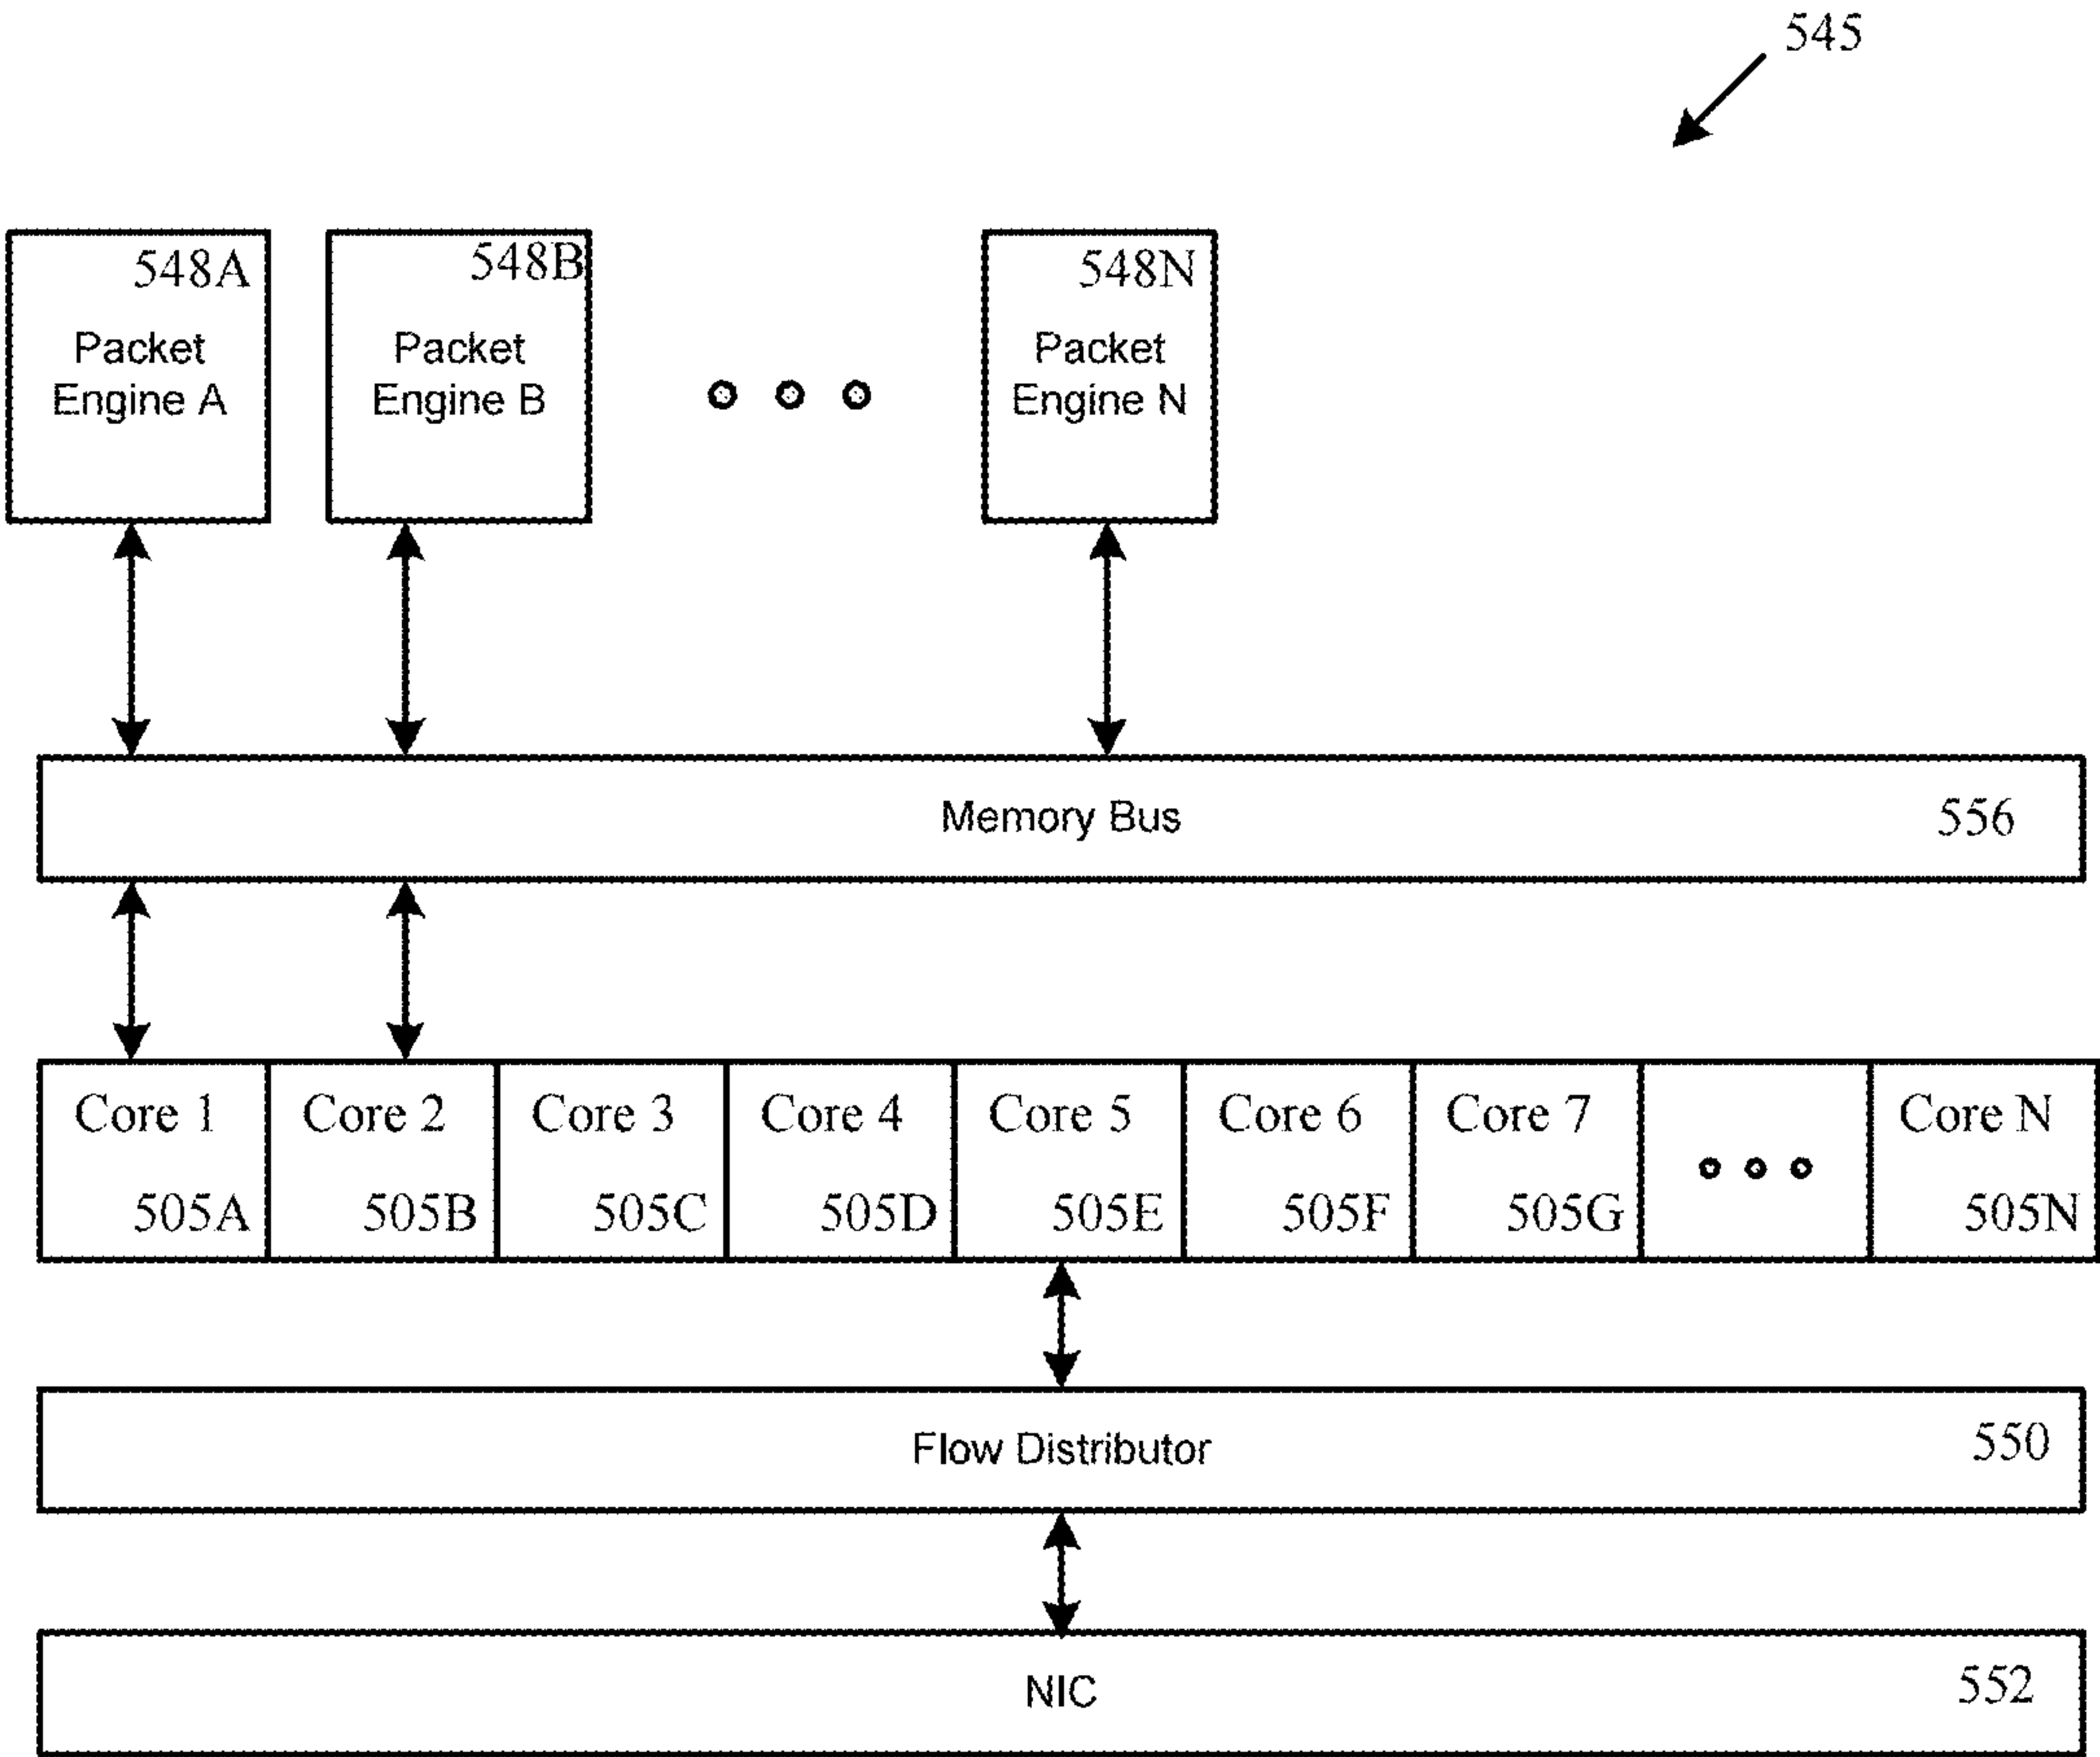 545
548A
Packet
Engine A
548B
Packet
Engine B
548N
Packet
Engine N
Memory Bus
556
Core 1
505A
Core 2
505B
Core 3
505C
Core 4
505D
Core 5
505E
Core 6
505F
Core 7
505G
Core N
505N
Flow Distributor
550
NIC
552